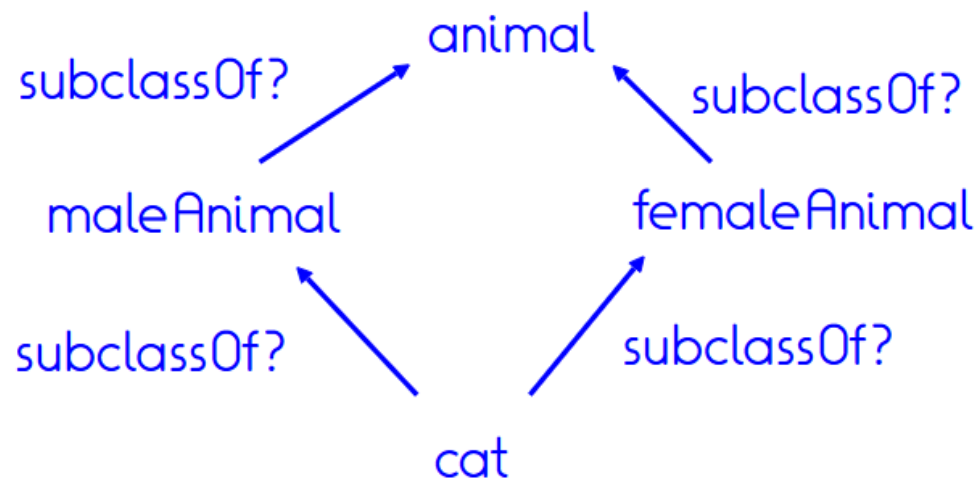 animal
subclassOf?
subclassOf?
maleAnimal
femaleAnimal
subclassOf?
subclassOf?
cat